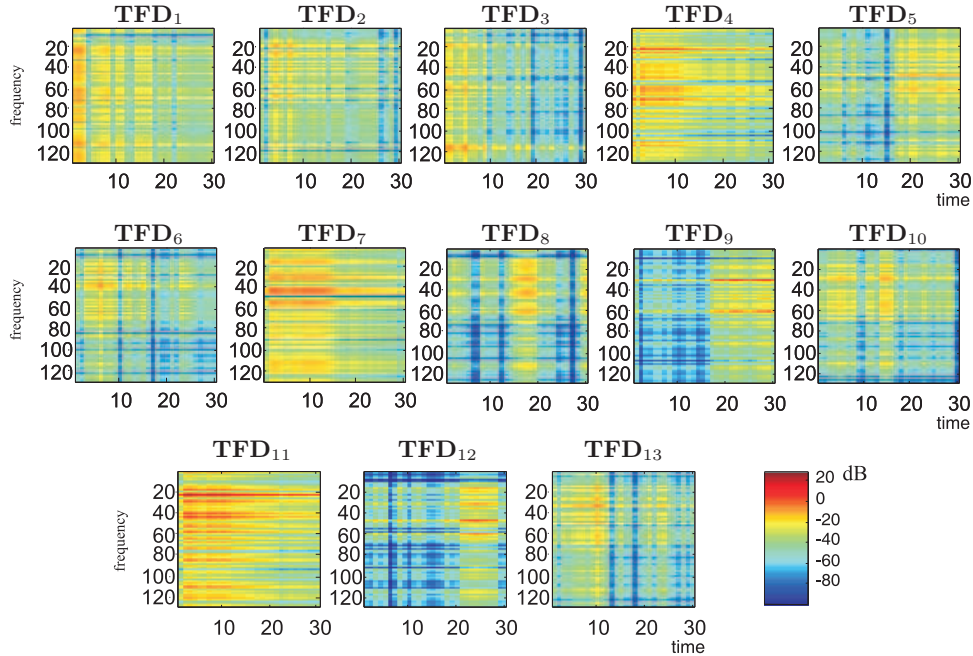 TFD1 TFD2 TFD3 TFD4 TFD5
frequency
20 20 20 20 20
40 40 40 40 40
60 60 60 60 60
80 80 80 80 80
100 100 100 100 100
120 120 120 120 120
10 20 30 10 20 30 10 20 30 10 20 30 10 20 30
time
TFD6 TFD7 TFD8 TFD9 TFD10
frequency
20 20 20 20 20
40 40 40 40 40
60 60 60 60 60
80 80 80 80 80
100 100 100 100 100
120 120 120 120 120
10 20 30 10 20 30 10 20 30 10 20 30 10 20 30
time
TFD11 TFD12 TFD13
frequency
20 20 20 20 dB
40 40 40 0
60 60 60 -20
80 80 80 -40
100 100 100 -60
120 120 120 -80
10 20 30 10 20 30 10 20 30
time